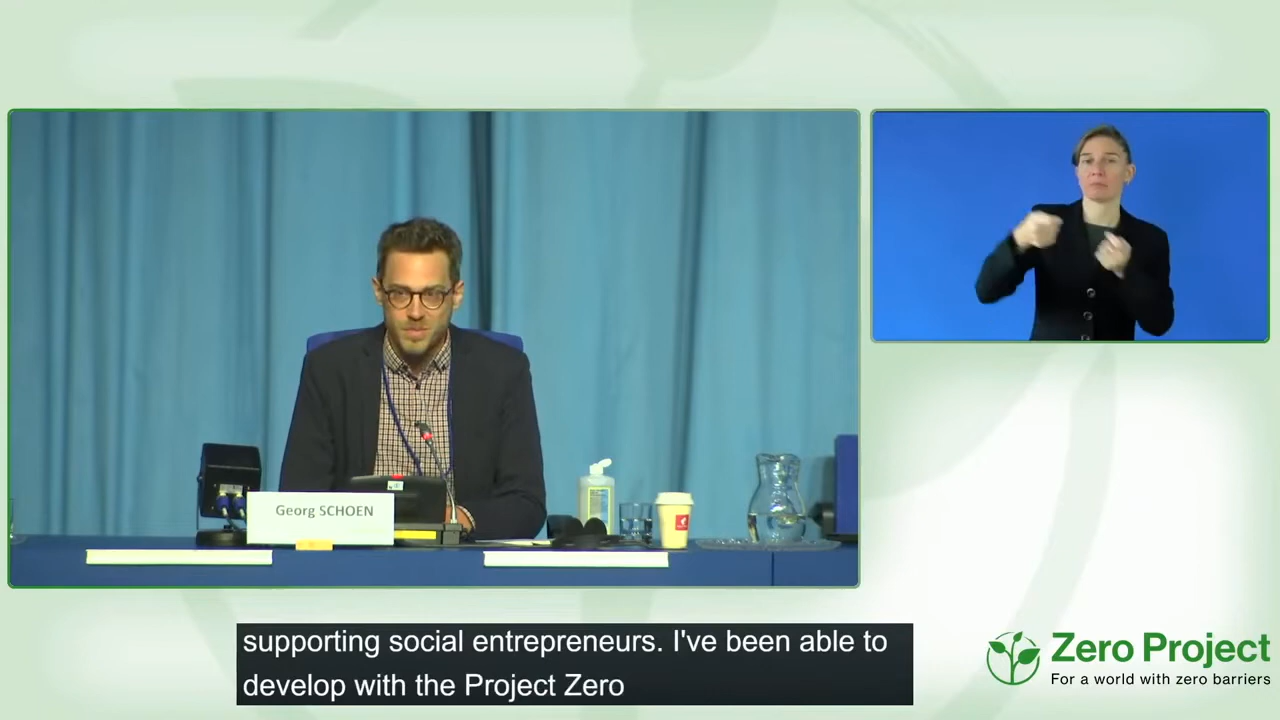 Georg SCHOEN
supporting social entrepreneurs. I've been able to
develop with the Project Zero
Zero Project
For a world with zero barriers